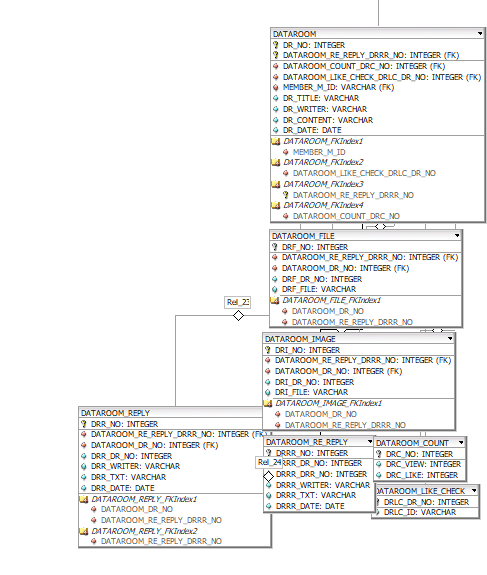 DATAROOM
DR_NO: INTEGER
DATAROOM_RE_REPLY_DRRR_NO: INTEGER (FK)
DATAROOM_COUNT_DRC_NO: INTEGER (FK)
DATAROOM_LIKE_CHECK_DRLC_DR_NO: INTEGER (FK)
MEMBER_M_ID: VARCHAR (FK)
DR_TITLE: VARCHAR
DR_WRITER: VARCHAR
DR_CONTENT: VARCHAR
DR_DATE: DATE
DATAROOM_FKIndex1
MEMBER_M_ID
DATAROOM_FKIndex2
DATAROOM_LIKE_CHECK_DRLC_DR_NO
DATAROOM_FKIndex3
DATAROOM_RE_REPLY_DRRR_NO
DATAROOM_FKIndex4
DATAROOM_COUNT_DRC_NO
DATAROOM_FILE
DRF_NO: INTEGER
DATAROOM_RE_REPLY_DRRR_NO: INTEGER (FK)
DATAROOM_DR_NO: INTEGER (FK)
DRF_DR_NO: INTEGER
DRF_FILE: VARCHAR
DATAROOM_FILE_FKIndex1
DATAROOM_DR_NO
DATAROOM_RE_REPLY_DRRR_NO
Rel_23
DATAROOM_IMAGE
DRI_NO: INTEGER
DATAROOM_RE_REPLY_DRRR_NO: INTEGER (FK)
DATAROOM_DR_NO: INTEGER (FK)
DRI_DR_NO: INTEGER
DRI_FILE: VARCHAR
DATAROOM_IMAGE_FKIndex1
DATAROOM_DR_NO
DATAROOM_RE_REPLY_DRRR_NO
DATAROOM_REPLY
DRR_NO: INTEGER
DATAROOM_RE_REPLY_DRRR_NO: INTEGER (FK)
DATAROOM_DR_NO: INTEGER (FK)
DRR_DR_NO: INTEGER
DRR_WRITER: VARCHAR
DRR_TXT: VARCHAR
DRR_DATE: DATE
DATAROOM_REPLY_FKIndex1
DATAROOM_DR_NO
DATAROOM_RE_REPLY_DRRR_NO
DATAROOM_REPLY_FKIndex2
DATAROOM_RE_REPLY_DRRR_NO
DATAROOM_RE_REPLY
DRRR_NO: INTEGER
Rel_24
DRRR_DR_NO: INTEGER
DRRR_DRR_NO: INTEGER
DRRR_WRITER: VARCHAR
DRRR_TXT: VARCHAR
DRRR_DATE: DATE
DATAROOM_COUNT
DRC_NO: INTEGER
DRC_VIEW: INTEGER
DRC_LIKE: INTEGER
DATAROOM_LIKE_CHECK
DRLC_DR_NO: INTEGER
DRLC_ID: VARCHAR